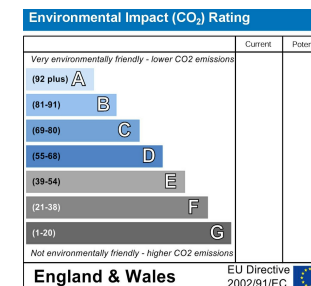 Environmental Impact (CO₂) Rating
Current Poten
Very environmentally friendly - lower CO2 emissions
(92 plus) A
(81-91) B
(69-80) C
(55-68) D
(39-54) E
(21-38) F
(1-20) G
Not environmentally friendly - higher CO2 emissions
England & Wales
EU Directive
2002/91/EC